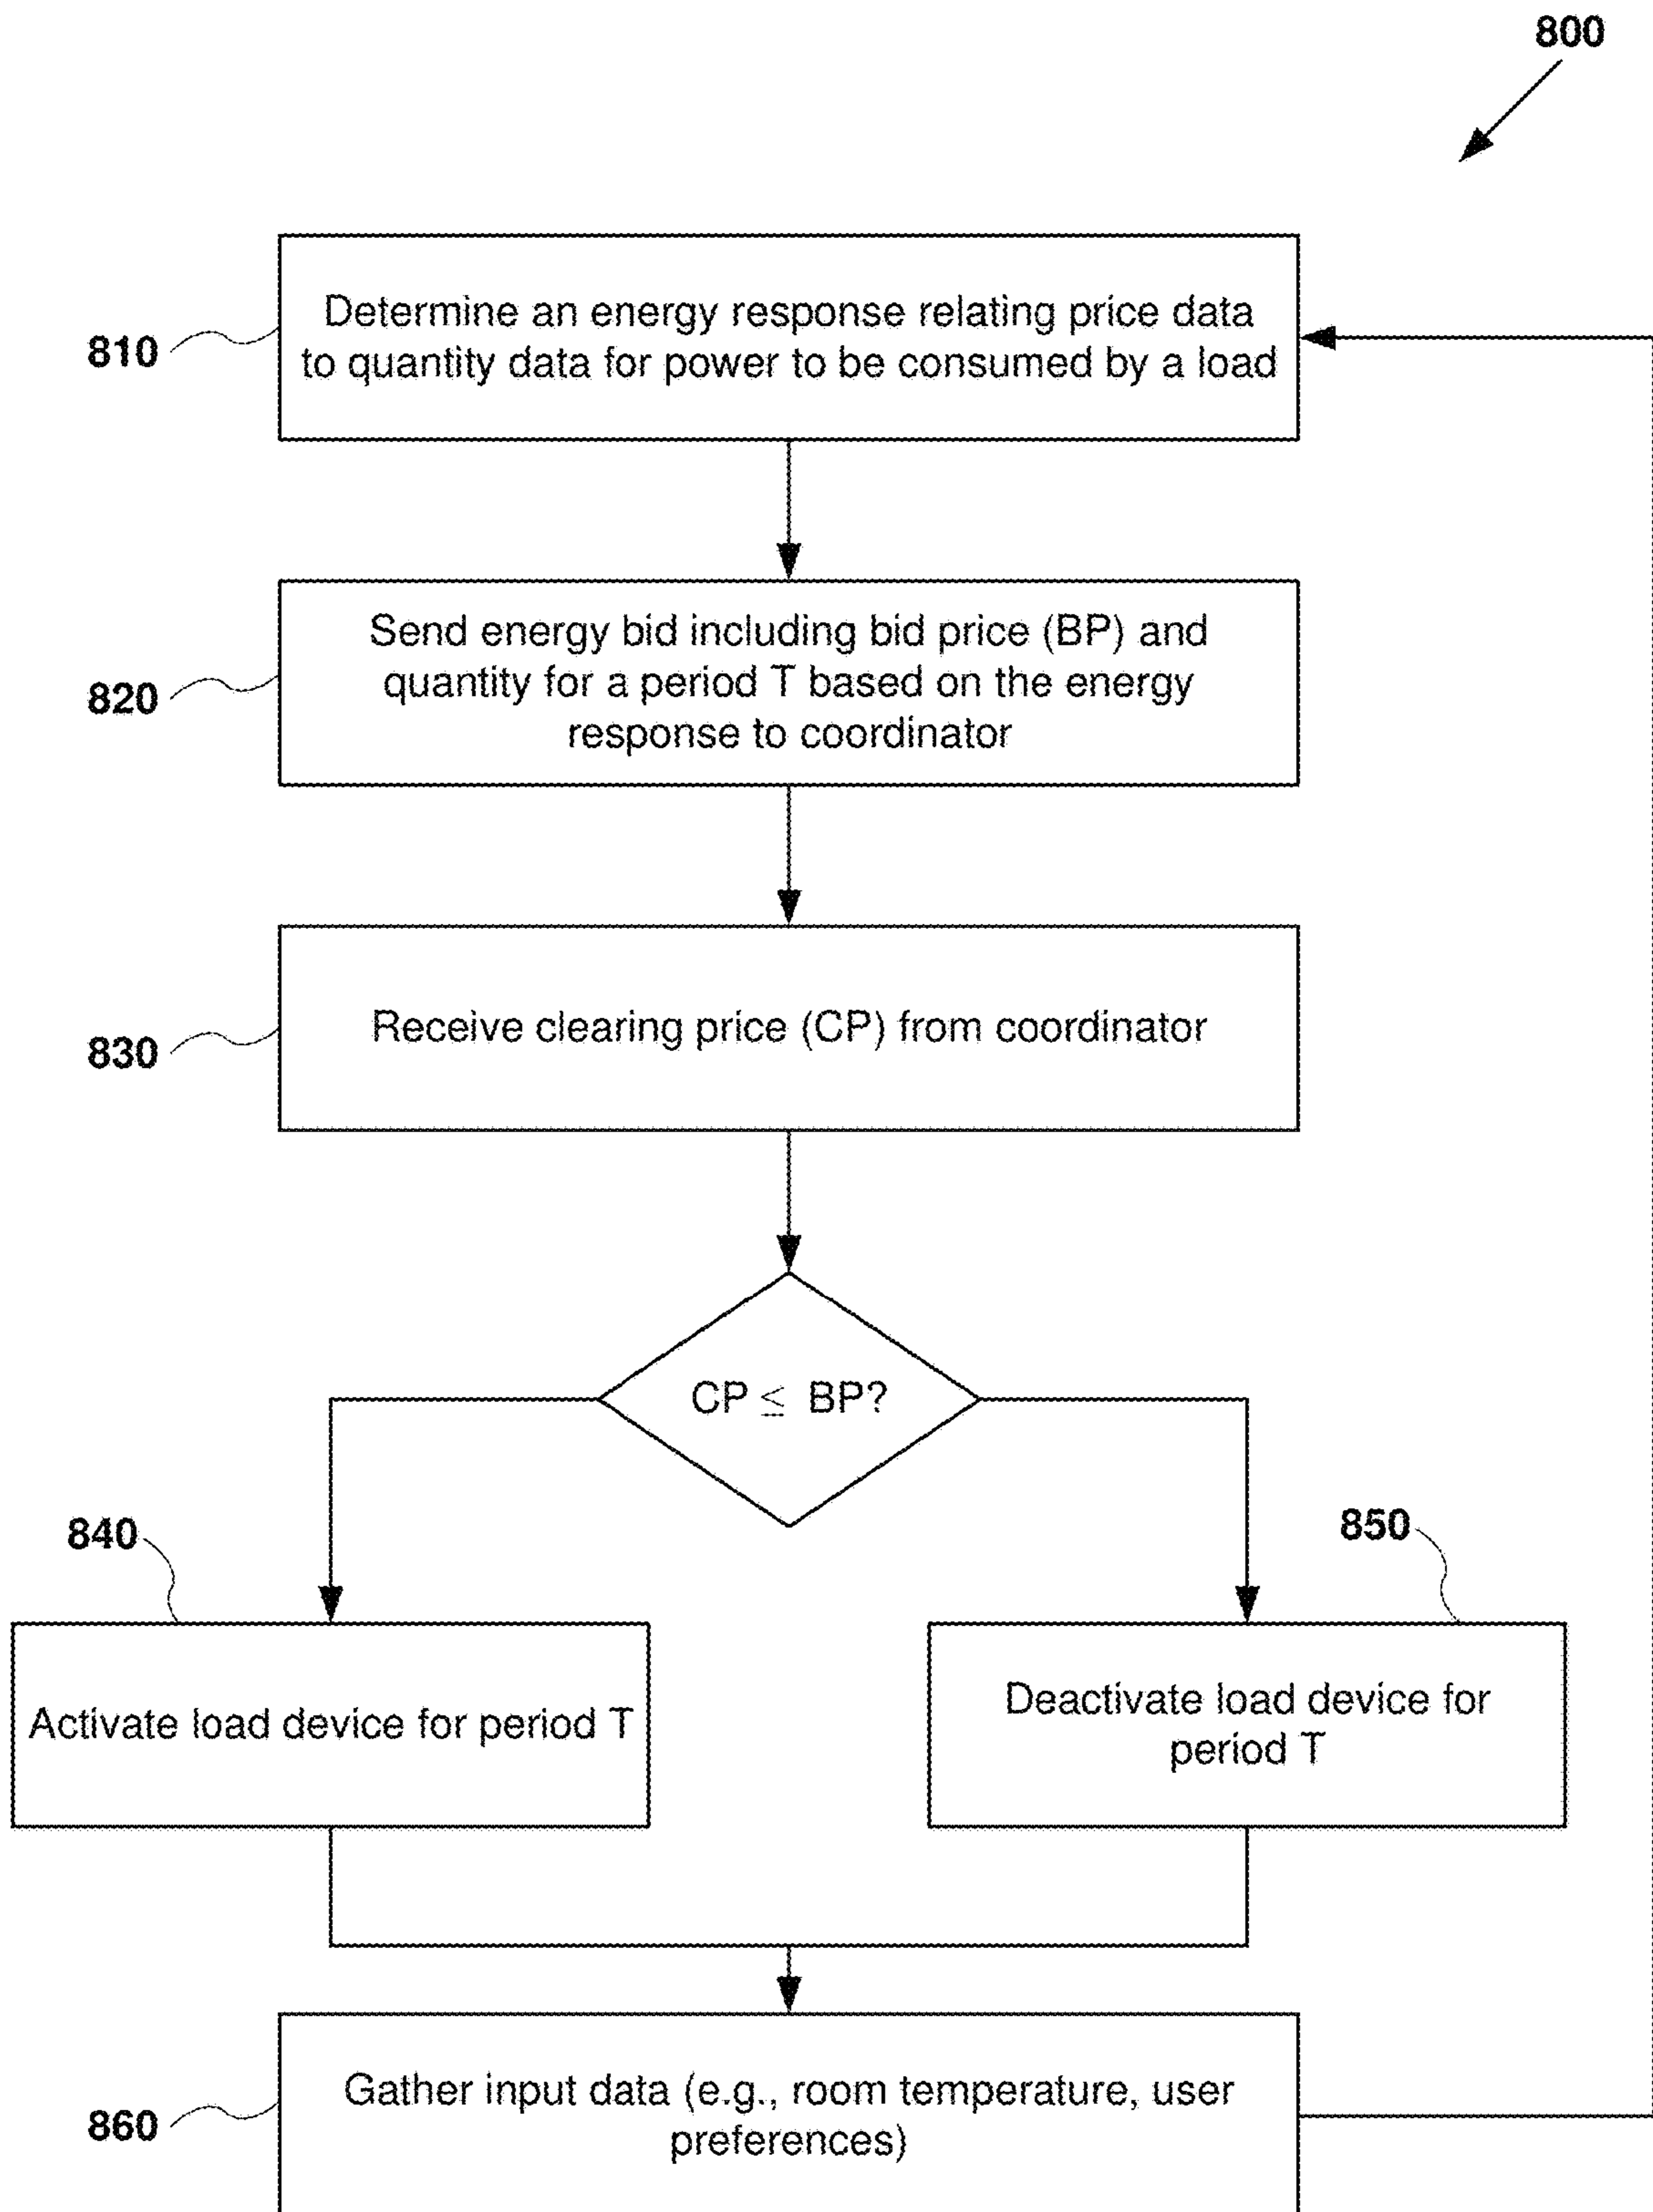 800
Determine an energy response relating price data
to quantity data for power to be consumed by a load
810
Send energy bid including bid price (BP) and
quantity for a period T based on the energy
response to coordinator
820
Receive clearing price (CP) from coordinator
830
CP ≤ BP?
840
850
Activate load device for period T
Deactivate load device for
period T
Gather input data (e.g., room temperature, user
preferences)
860